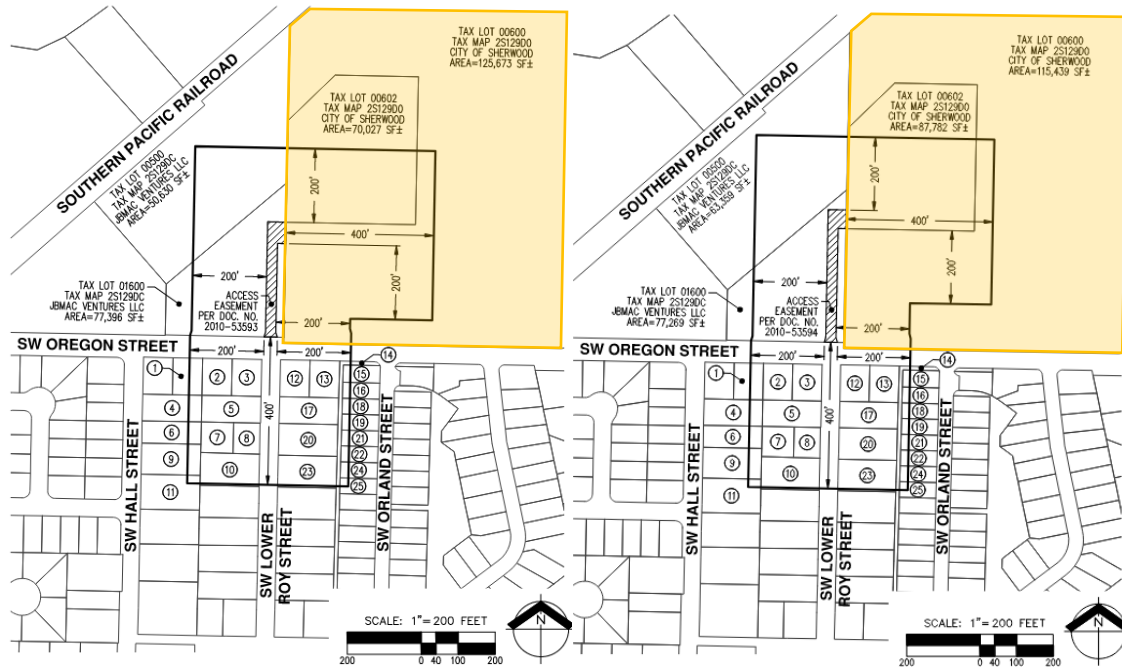 TAX LOT 00600
TAX MAP 2S129D0
CITY OF SHERWOOD
AREA=125,673 SF±
TAX LOT 00602
TAX MAP 2S129D0
CITY OF SHERWOOD
AREA=70,027 SF±
SOUTHERN PACIFIC RAILROAD
TAX LOT 00500
TAX MAP 2S129DC
JBMAC VENTURES LLC
AREA=50,630 SF±
200'
400'
200'
200'
TAX LOT 01600
TAX MAP 2S129DC
JBMAC VENTURES LLC
AREA=77,396 SF±
ACCESS
EASEMENT
PER DOC. NO.
2010-53593
200'
SW OREGON STREET
200'
200'
400'
1
2
3
12
13
14
15
16
4
5
17
18
19
6
7
8
20
21
22
9
10
23
24
25
11
SW HALL STREET
SW LOWER
ROY STREET
SW ORLAND STREET
SCALE: 1"= 200 FEET
200
0
40
100
200
N
TAX LOT 00600
TAX MAP 2S129D0
CITY OF SHERWOOD
AREA=115,439 SF±
TAX LOT 00602
TAX MAP 2S129D0
CITY OF SHERWOOD
AREA=87,782 SF±
SOUTHERN PACIFIC RAILROAD
TAX LOT 00500
TAX MAP 2S129DC
JBMAC VENTURES LLC
AREA=63,359 SF±
200'
400'
200'
200'
TAX LOT 01600
TAX MAP 2S129DC
JBMAC VENTURES LLC
AREA=77,269 SF±
ACCESS
EASEMENT
PER DOC. NO.
2010-53594
200'
SW OREGON STREET
200'
200'
400'
1
2
3
12
13
14
15
16
4
5
17
18
19
6
7
8
20
21
22
9
10
23
24
25
11
SW HALL STREET
SW LOWER
ROY STREET
SW ORLAND STREET
SCALE: 1"= 200 FEET
200
0
40
100
200
N